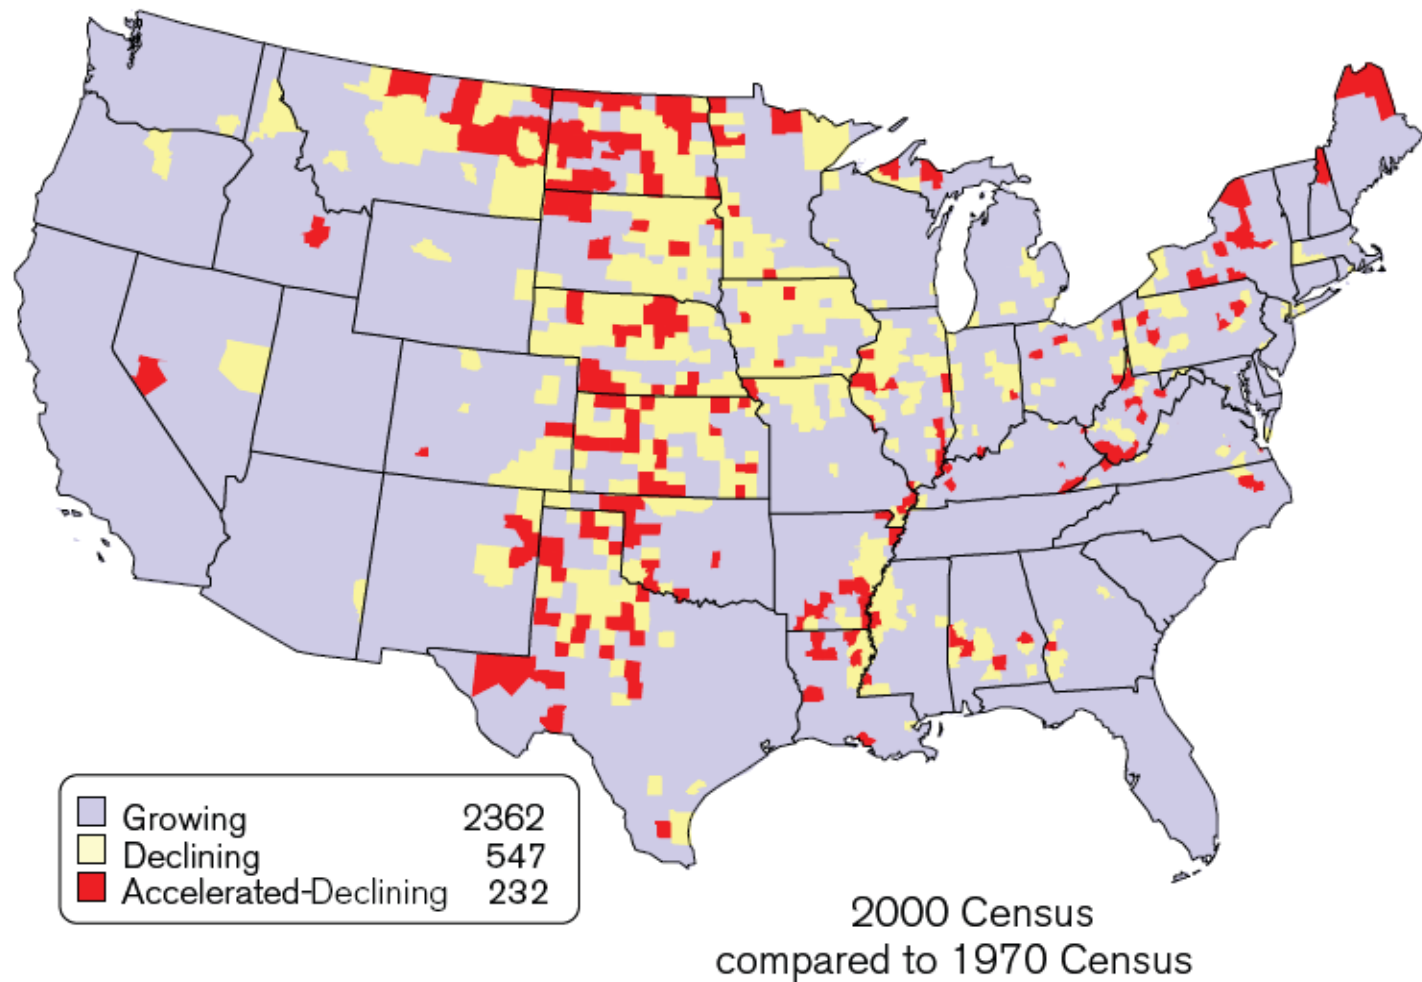 Growing 2362
Declining 547
Accelerated-Declining 232
2000 Census
compared to 1970 Census